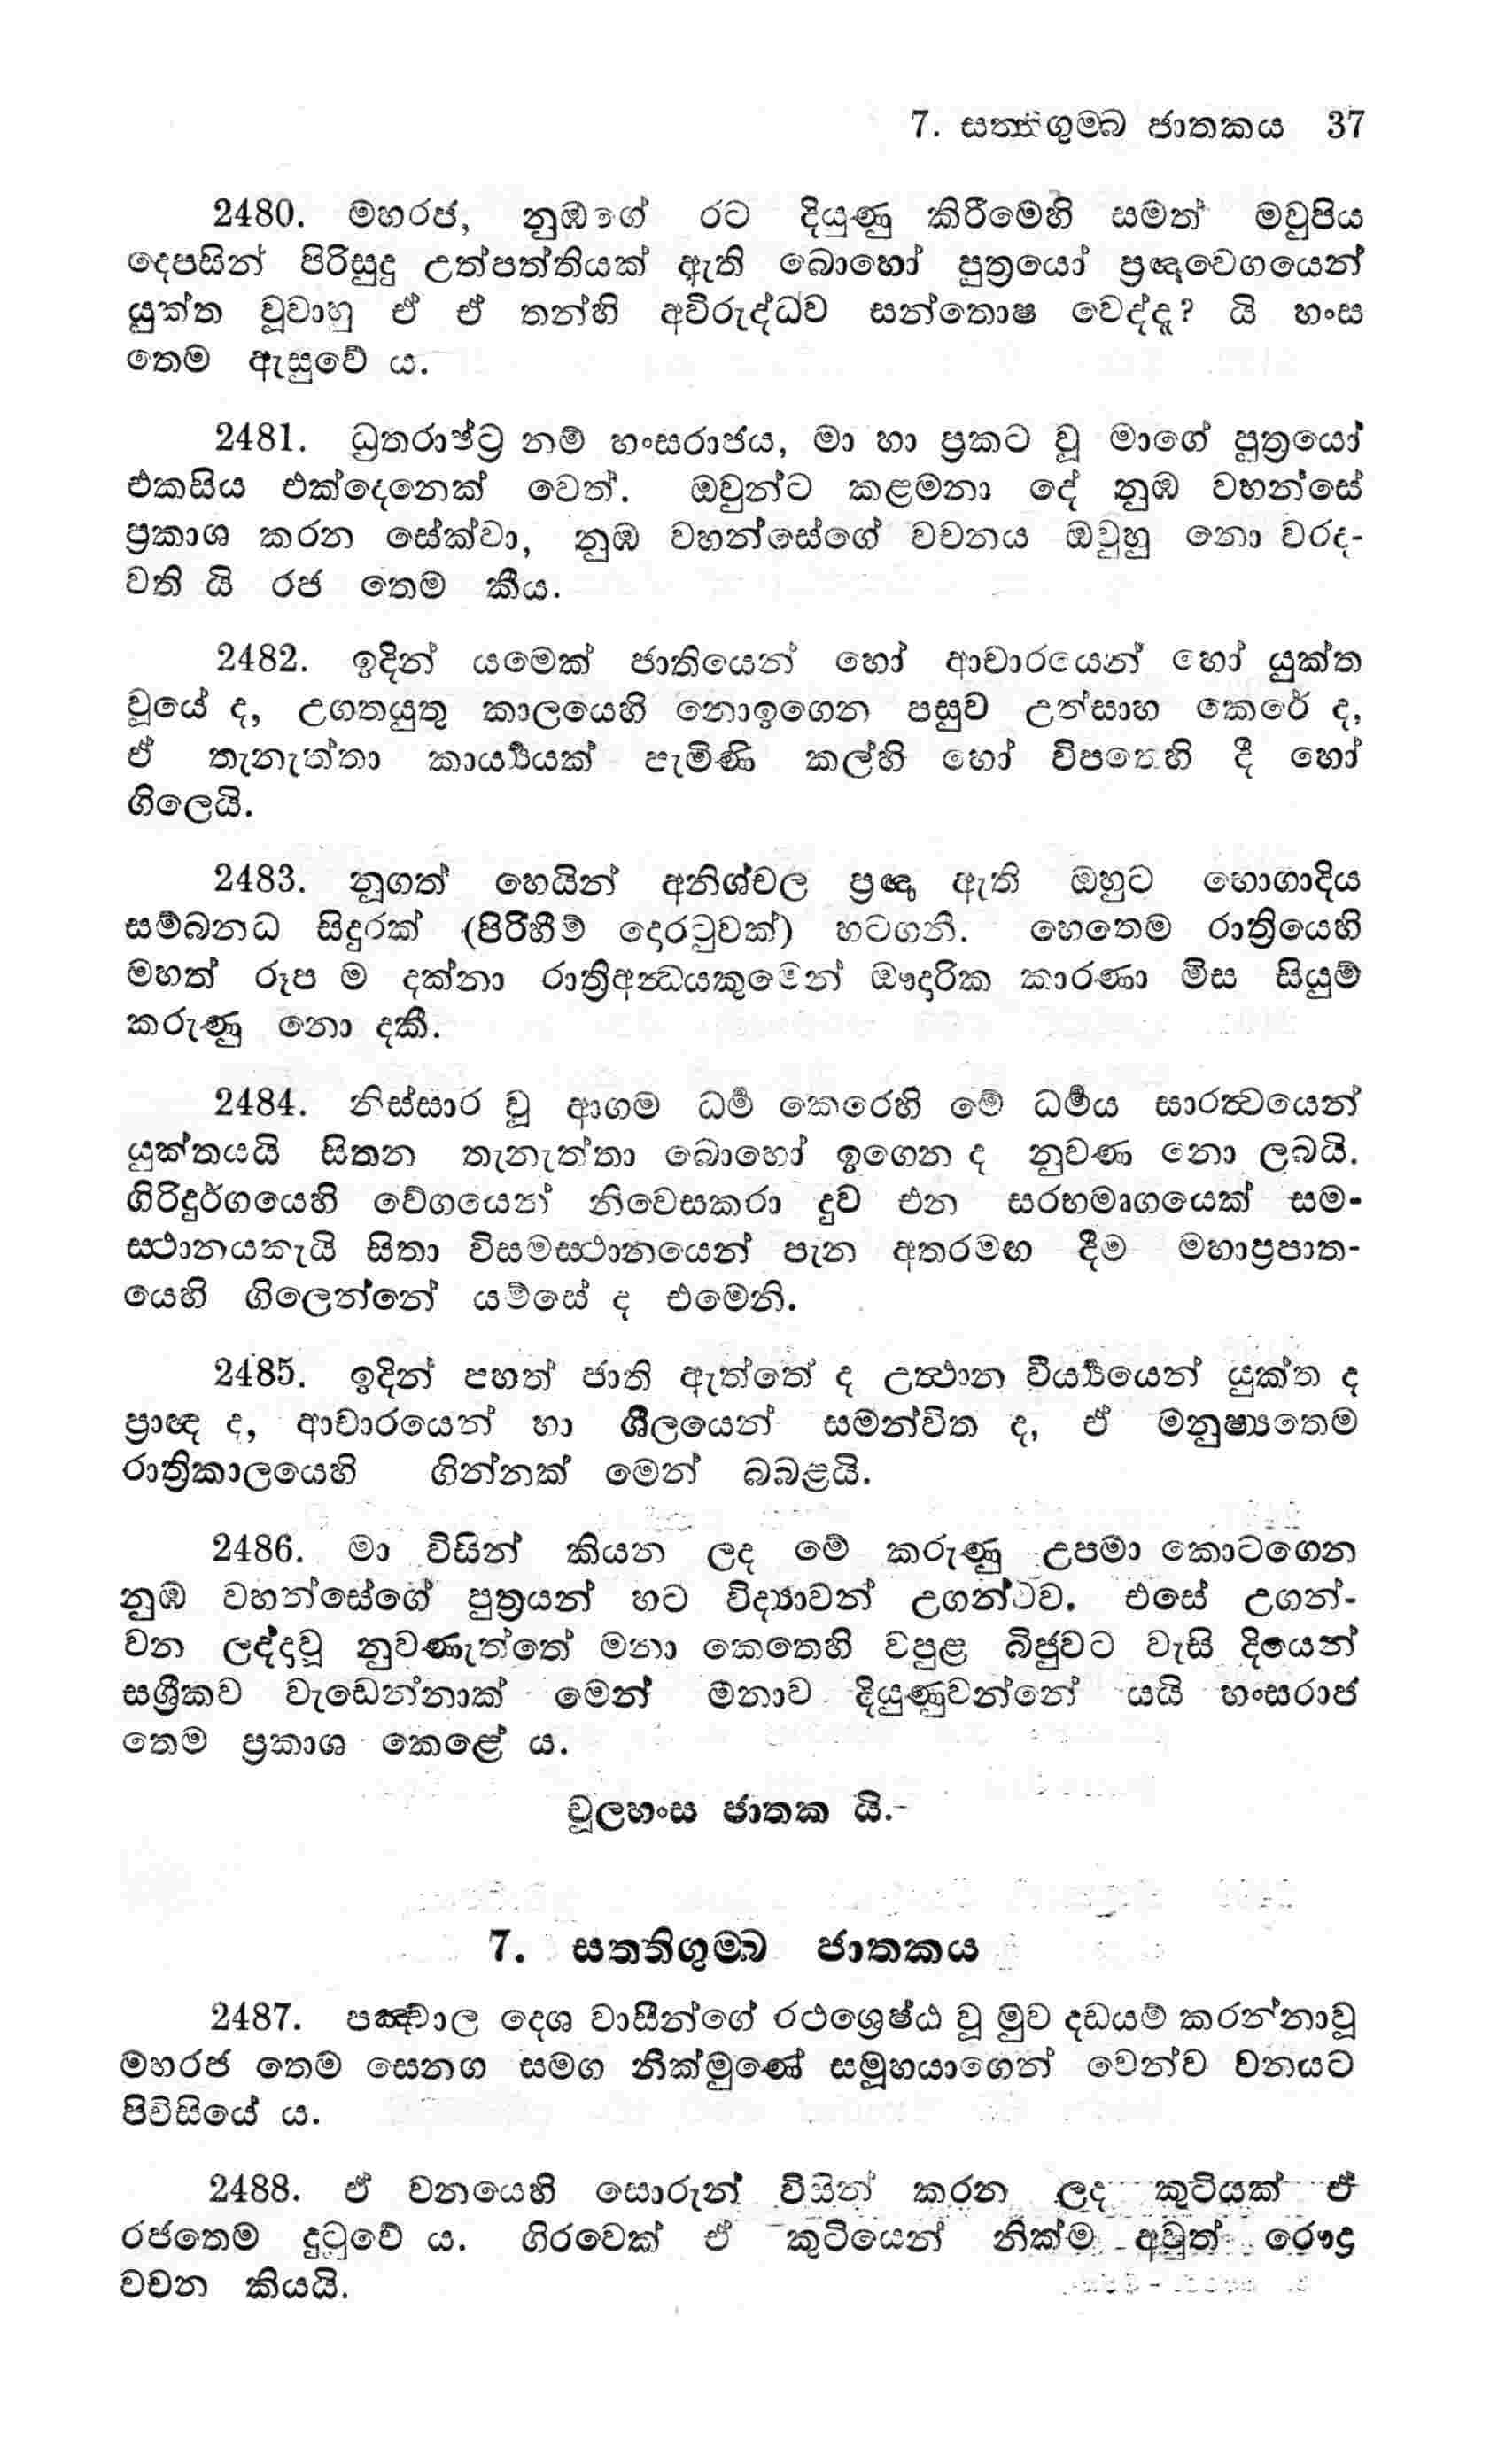 7. සත්තිගුම්බ ජාතකය 37
2480. මහරජ, නුඹගේ රට දියුණු කිරීමෙහි සමත් මවුපිය
දෙපසින් පිරිසුදු උත්පත්තියක් ඇති බොහෝ පුත්‍රයෝ ප්‍රඥාවෙගයෙන්
යුක්ත වූවාහු ඒ ඒ තන්හි අවිරුද්ධව සන්තොෂ වෙද්දැ? යි හංස
තෙම ඇසුවේ ය.
2481. ධ්‍රතරාෂ්ට්‍ර නම් හංසරාජය, මා හා ප්‍රකට වූ මාගේ පුත්‍රයෝ
එකසිය එක්දෙනෙක් වෙත්. ඔවුන්ට කළමනා දේ නුඹ වහන්සේ
ප්‍රකාශ කරන සේක්වා, නුඹ වහන්සේගේ වචනය ඔවුහු නො වරද-
වති යි රජ තෙම කීය.
2482. ඉදින් යමෙක් ජාතියෙන් හෝ ආචාරයෙන් හෝ යුක්ත
වූයේ ද, උගතයුතු කාලයෙහි නොඉගෙන පසුව උත්සාහ කෙරේ ද,
ඒ තැනැත්තා කාර්‍ය්‍යයක් පැමිණි කල්හි හෝ විපතෙහි දී හෝ
ගිලෙයි.
2483. නූගත් හෙයින් අනිශ්චල ප්‍රඥා ඇති ඔහුට භොගාදිය
සම්බන්‍ධ සිදුරක් (පිරිහීම් දොරටුවක්) හටගනී. හෙතෙම රාත්‍රියෙහි
මහත් රූප ම දක්නා රාත්‍රිඅන්‍ධයකුමෙන් ඖදාරික කාරණා මිස සියුම්
කරුණු නො දකී.
2484. නිස්සාර වූ ආගම ධර්‍ම කෙරෙහි මේ ධර්‍මය සාරත්‍වයෙන්
යුක්තයයි සිතන තැනැත්තා බොහෝ ඉගෙන ද නුවණ නො ලබයි.
ගිරිදුර්ගයෙහි වේගයෙන් නිවෙසකරා දුව එන සරභමෘගයෙක් සම-
ස්‍ථානයකැයි සිතා විසමස්‍ථානයෙන් පැන අතරමඟ දීම මහාප්‍රපාත-
යෙහි ගිලෙන්නේ යම්සේ ද එමෙනි.
2485. ඉදින් පහත් ජාති ඇත්තේ ද උත්‍ථාන වීර්‍ය්‍යයෙන් යුක්ත ද
ප්‍රාඥ ද, ආචාරයෙන් හා ශීලයෙන් සමන්විත ද, ඒ මනුෂ්‍යතෙම
රාත්‍රිකාලයෙහි ගින්නක් මෙන් බබළයි.
2486. මා විසින් කියන ලද මේ කරුණු උපමා කොටගෙන
නුඹ වහන්සේගේ පුත්‍රයන් හට විද්‍යාවන් උගන්වව. එසේ උගන්-
වන ලද්දාවූ නුවණැත්තේ මනා කෙතෙහි වපුළ බිජුවට වැසි දියෙන්
සශ්‍රීකව වැඩෙන්නාක් මෙන් මනාව දියුණුවන්නේ යයි හංසරාජ
තෙම ප්‍රකාශ කෙළේ ය.
චූලහංස ජාතක යි.-
7. සත්තිගුම්බ ජාතකය
2487. පඤ්චාල දෙශ වාසීන්ගේ රථශ්‍රෙෂ්ඨ වූ මුව දඩයම් කරන්නාවූ
මහරජ තෙම සෙනග සමග නික්මුණේ සමූහයාගෙන් වෙන්ව වනයට
පිවිසියේ ය.
2488. ඒ වනයෙහි සොරුන් විසින් කරන ලද කුටියක් ඒ
රජතෙම දුටුවේ ය. ගිරවෙක් ඒ කුටියෙන් නික්ම අවුත් රෞද්‍ර
වචන කියයි.